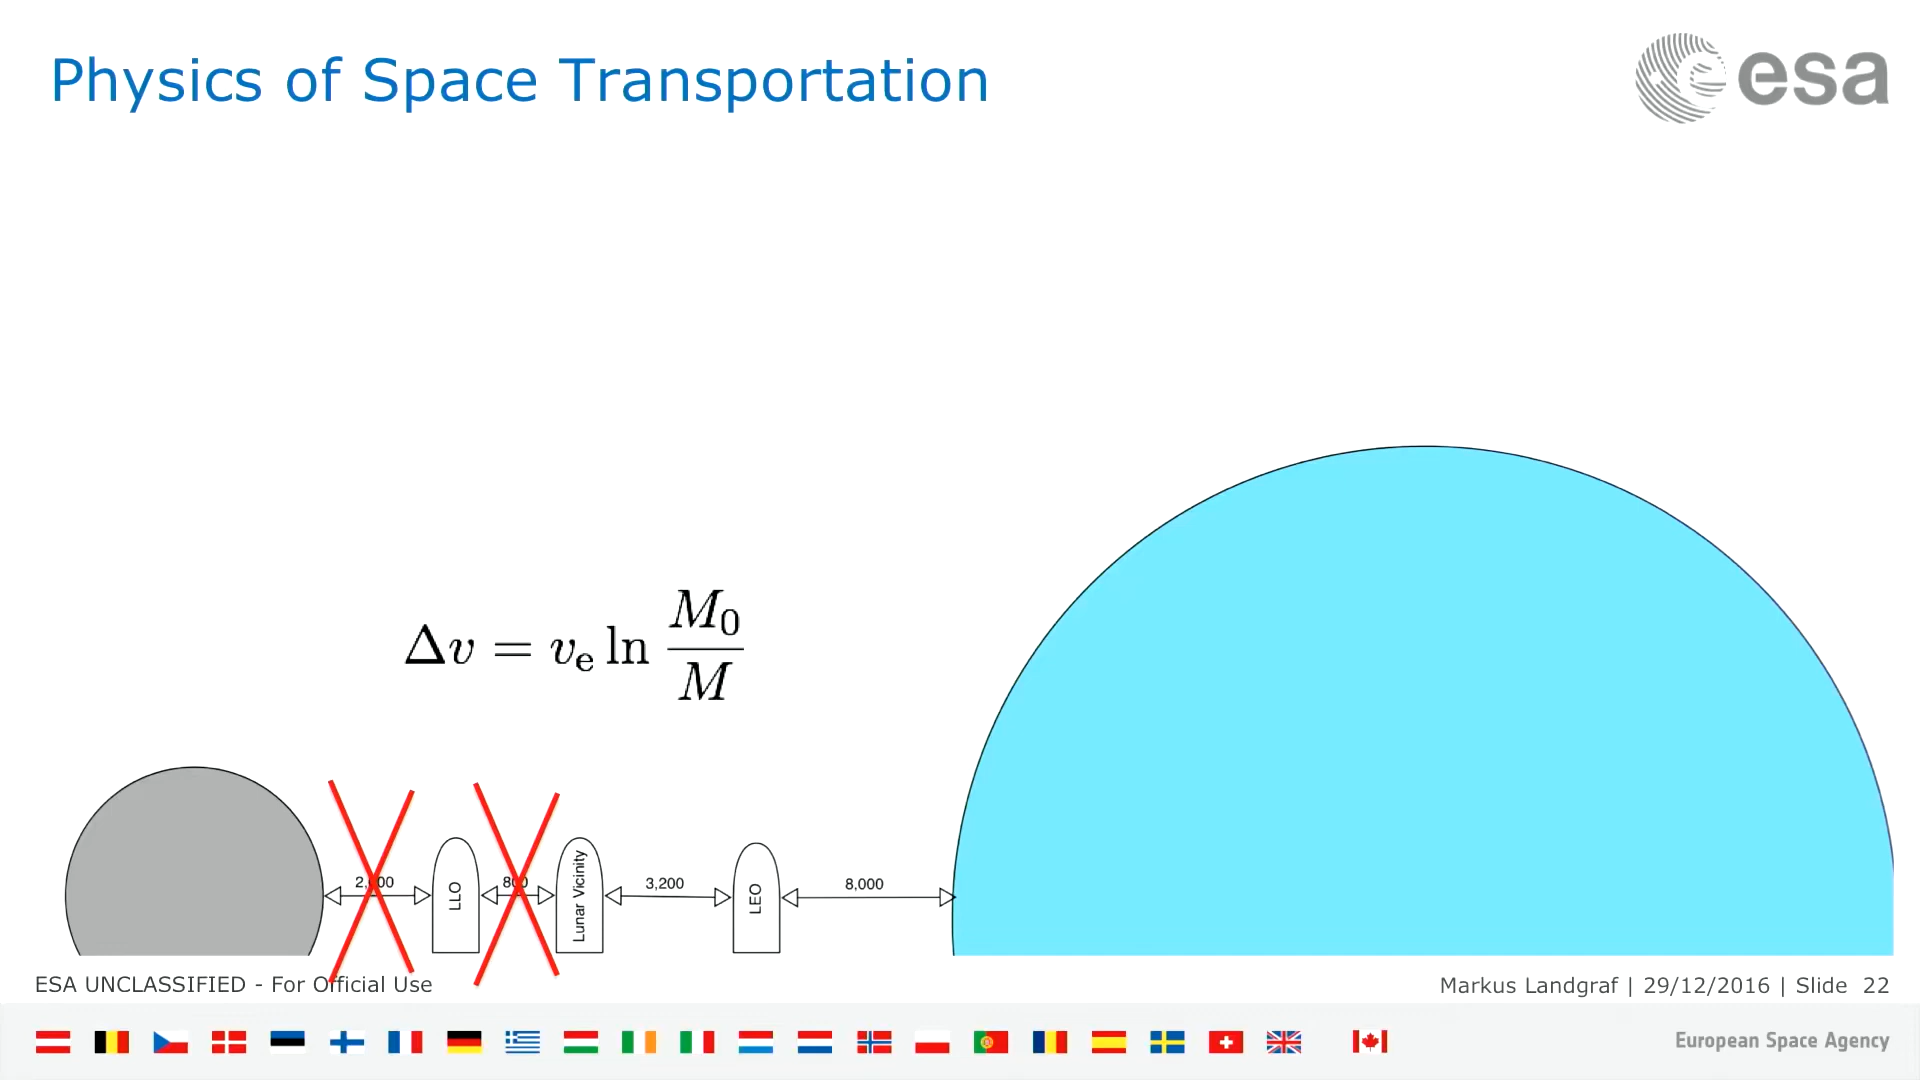 Physics of Space Transportation
esa
Δv = v_e ln M_0/M
800
3,200
8,000
LLO
Lunar Vicinity
LEO
ESA UNCLASSIFIED - For Official Use
Markus Landgraf | 29/12/2016 | Slide 22
European Space Agency